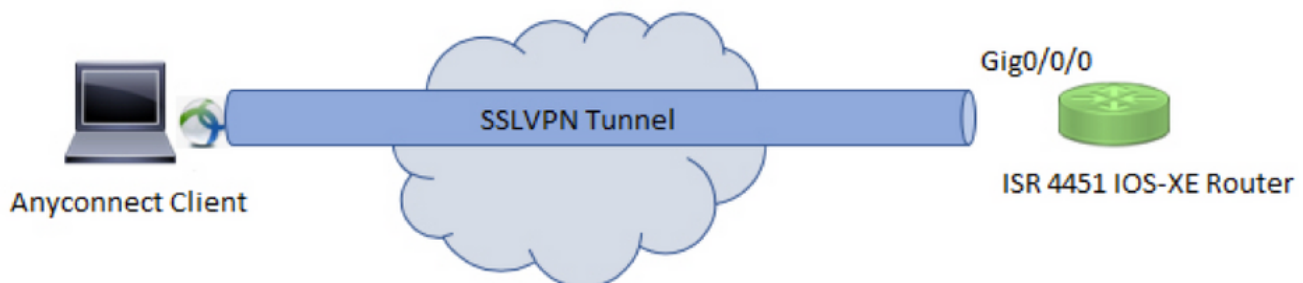 Gig0/0/0
SSLVPN Tunnel
Anyconnect Client
ISR 4451 IOS-XE Router